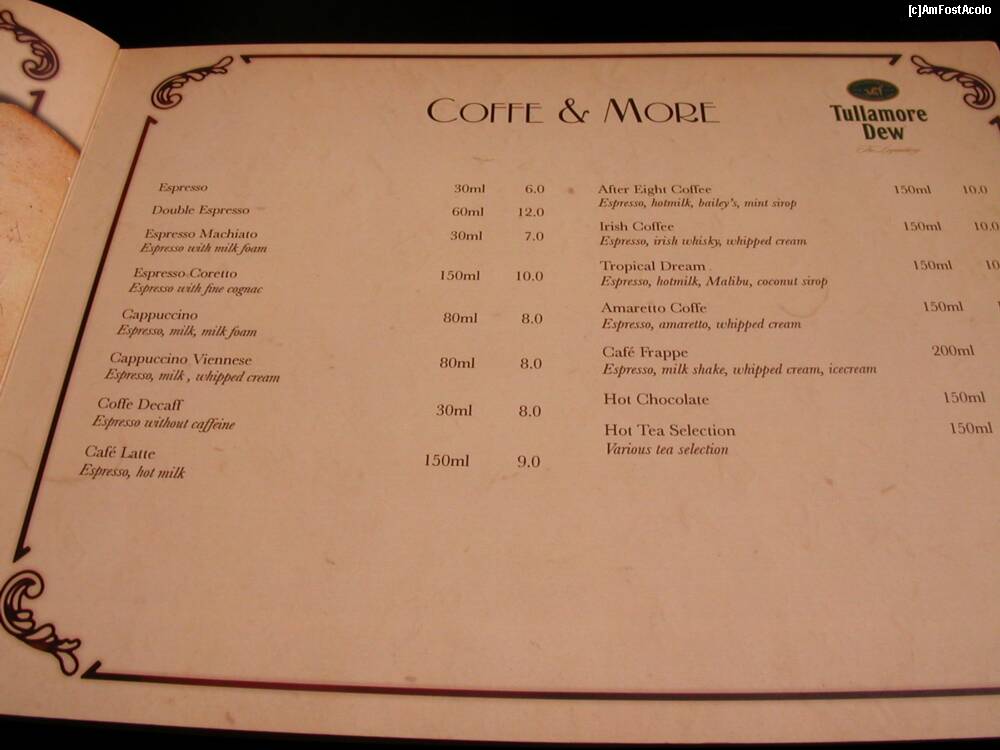 [c]AmFostAcolo
COFFE & MORE
Tullamore
Dew
Espresso 30ml 6.0
Double Espresso 60ml 12.0
Espresso Machiato 30ml 7.0
Espresso with milk foam
Espresso Coretto 150ml 10.0
Espresso with fine cognac
Cappuccino 80ml 8.0
Espresso, milk, milk foam
Cappuccino Viennese 80ml 8.0
Espresso, milk , whipped cream
Coffe Decaff 30ml 8.0
Espresso without caffeine
Café Latte 150ml 9.0
Espresso, hot milk
After Eight Coffee 150ml 10.0
Espresso, hotmilk, bailey's, mint sirop
Irish Coffee 150ml 10.0
Espresso, irish whisky, whipped cream
Tropical Dream 150ml 10
Espresso, hotmilk, Malibu, coconut sirop
Amaretto Coffe 150ml
Espresso, amaretto, whipped cream
Café Frappe 200ml
Espresso, milk shake, whipped cream, icecream
Hot Chocolate 150ml
Hot Tea Selection 150ml
Various tea selection